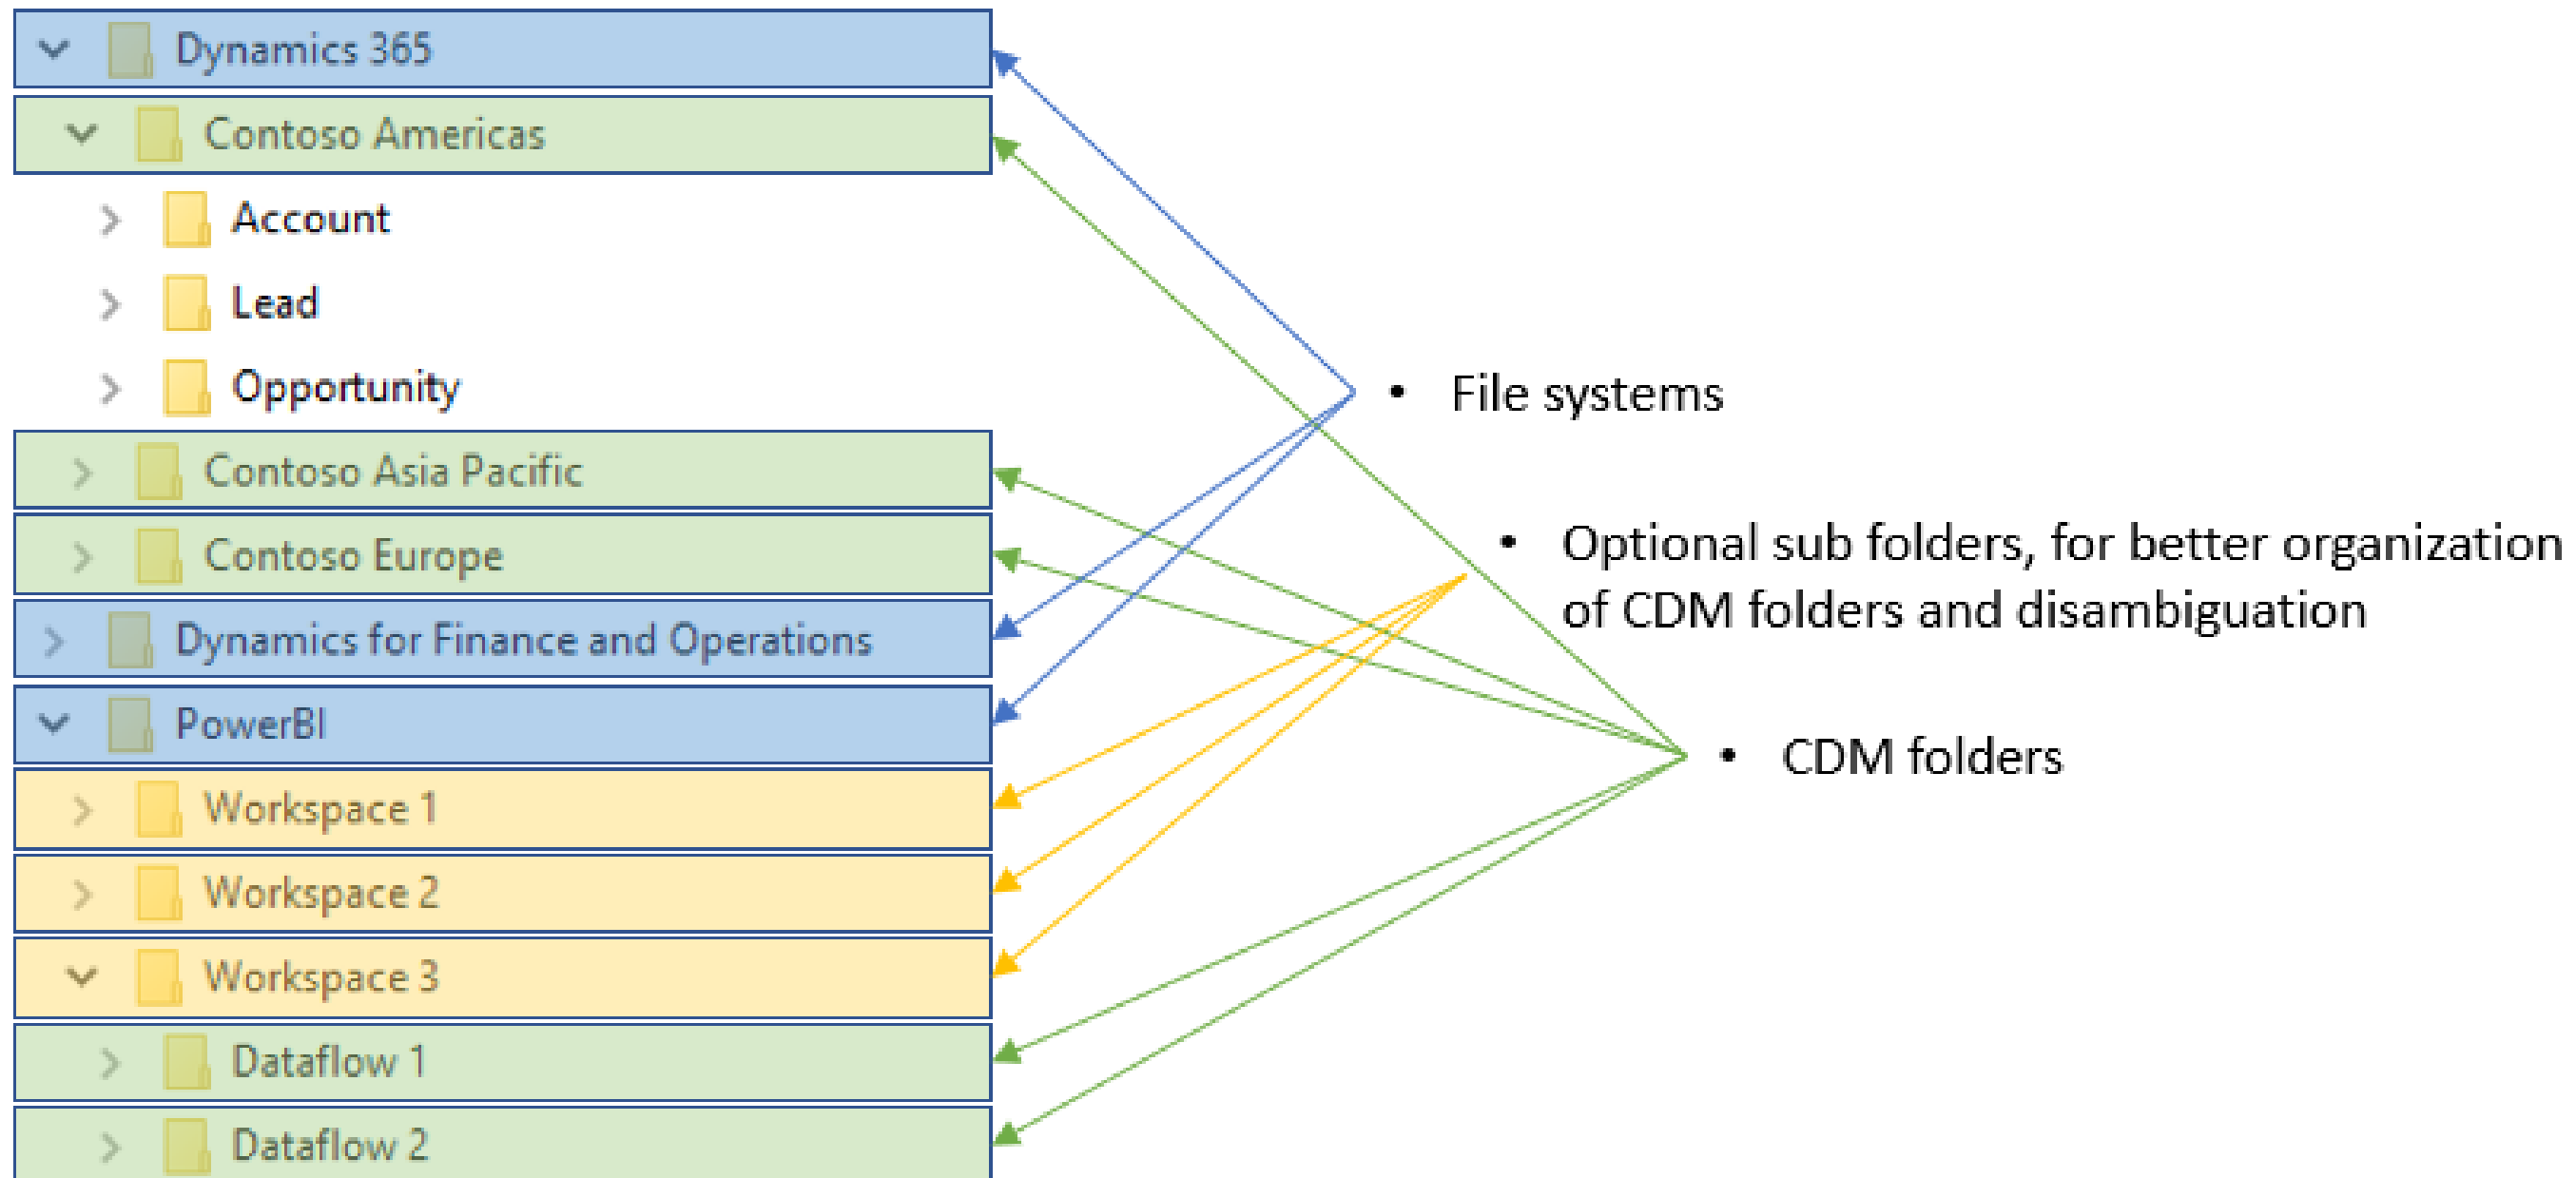 Dynamics 365
Contoso Americas
Account
Lead
Opportunity
Contoso Asia Pacific
Contoso Europe
Dynamics for Finance and Operations
PowerBI
Workspace 1
Workspace 2
Workspace 3
Dataflow 1
Dataflow 2
• File systems
• Optional sub folders, for better organization
of CDM folders and disambiguation
• CDM folders